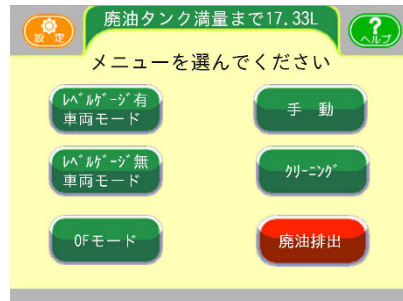 設定
廃油タンク満量まで17.33L
?
ヘルプ
メニューを選んでください
ﾚﾍﾞﾙｹﾞｰｼﾞ有
車両モード
手 動
ﾚﾍﾞﾙｹﾞｰｼﾞ無
車両モード
ｸﾘｰﾆﾝｸﾞ
OFモード
廃油排出